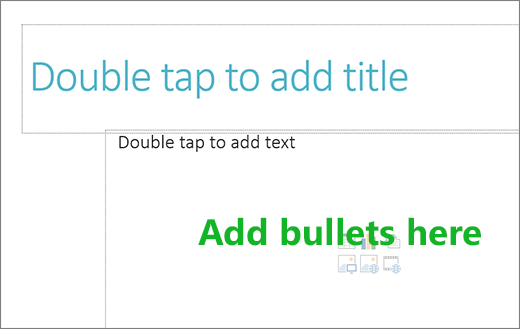 Double tap to add title
Double tap to add text
Add bullets here